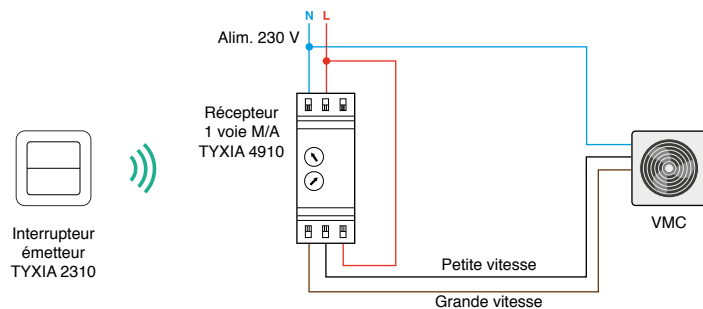 N L
Alim. 230 V
Récepteur
1 voie M/A
TYXIA 4910
Interrupteur
émetteur
TYXIA 2310
VMC
Petite vitesse
Grande vitesse